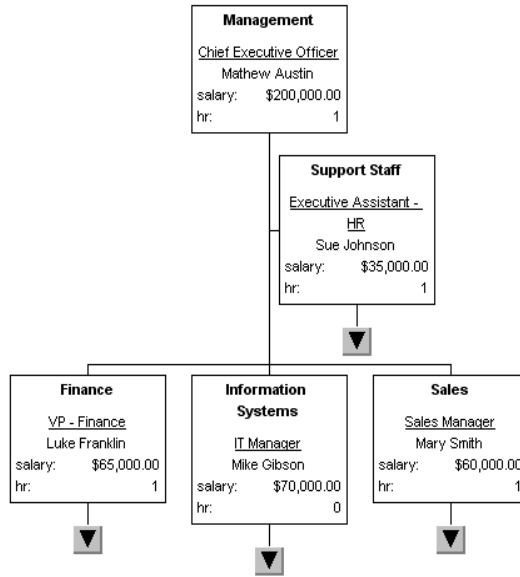 Management
Chief Executive Officer
Mathew Austin
salary: $200,000.00
hr: 1
Support Staff
Executive Assistant -
HR
Sue Johnson
salary: $35,000.00
hr: 1
Finance
VP - Finance
Luke Franklin
salary: $65,000.00
hr: 1
Information
Systems
IT Manager
Mike Gibson
salary: $70,000.00
hr: 0
Sales
Sales Manager
Mary Smith
salary: $60,000.00
hr: 1